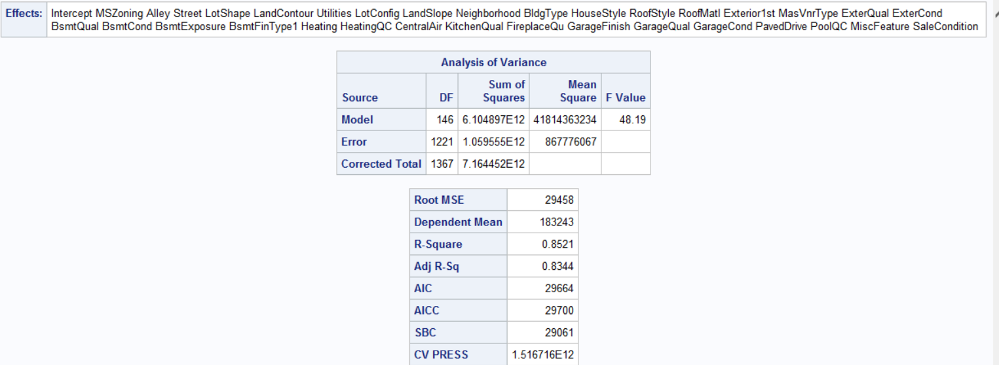 Effects: Intercept MSZoning Alley Street LotShape LandContour Utilities LotConfig LandSlope Neighborhood BldgType HouseStyle RoofStyle RoofMatl Exterior1st MasVnrType ExterQual ExterCond
BsmtQual BsmtCond BsmtExposure BsmtFinType1 Heating HeatingQC CentralAir KitchenQual FireplaceQu GarageFinish GarageQual GarageCond PavedDrive PoolQC MiscFeature SaleCondition
Analysis of Variance
Source DF Sum of Squares Mean Square F Value
Model 146 6.104897E12 41814363234 48.19
Error 1221 1.059555E12 867776067
Corrected Total 1367 7.164452E12
Root MSE 29458
Dependent Mean 183243
R-Square 0.8521
Adj R-Sq 0.8344
AIC 29664
AICC 29700
SBC 29061
CV PRESS 1.516716E12